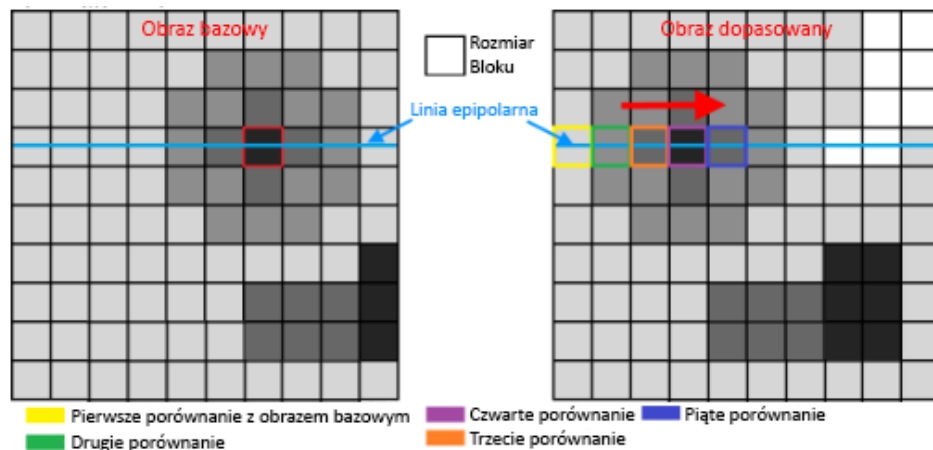 Obraz bazowy
Rozmiar
Bloku
Obraz dopasowany
Linia epipolarna
Pierwsze porównanie z obrazem bazowym
Drugie porównanie
Czwarte porównanie
Trzecie porównanie
Piąte porównanie